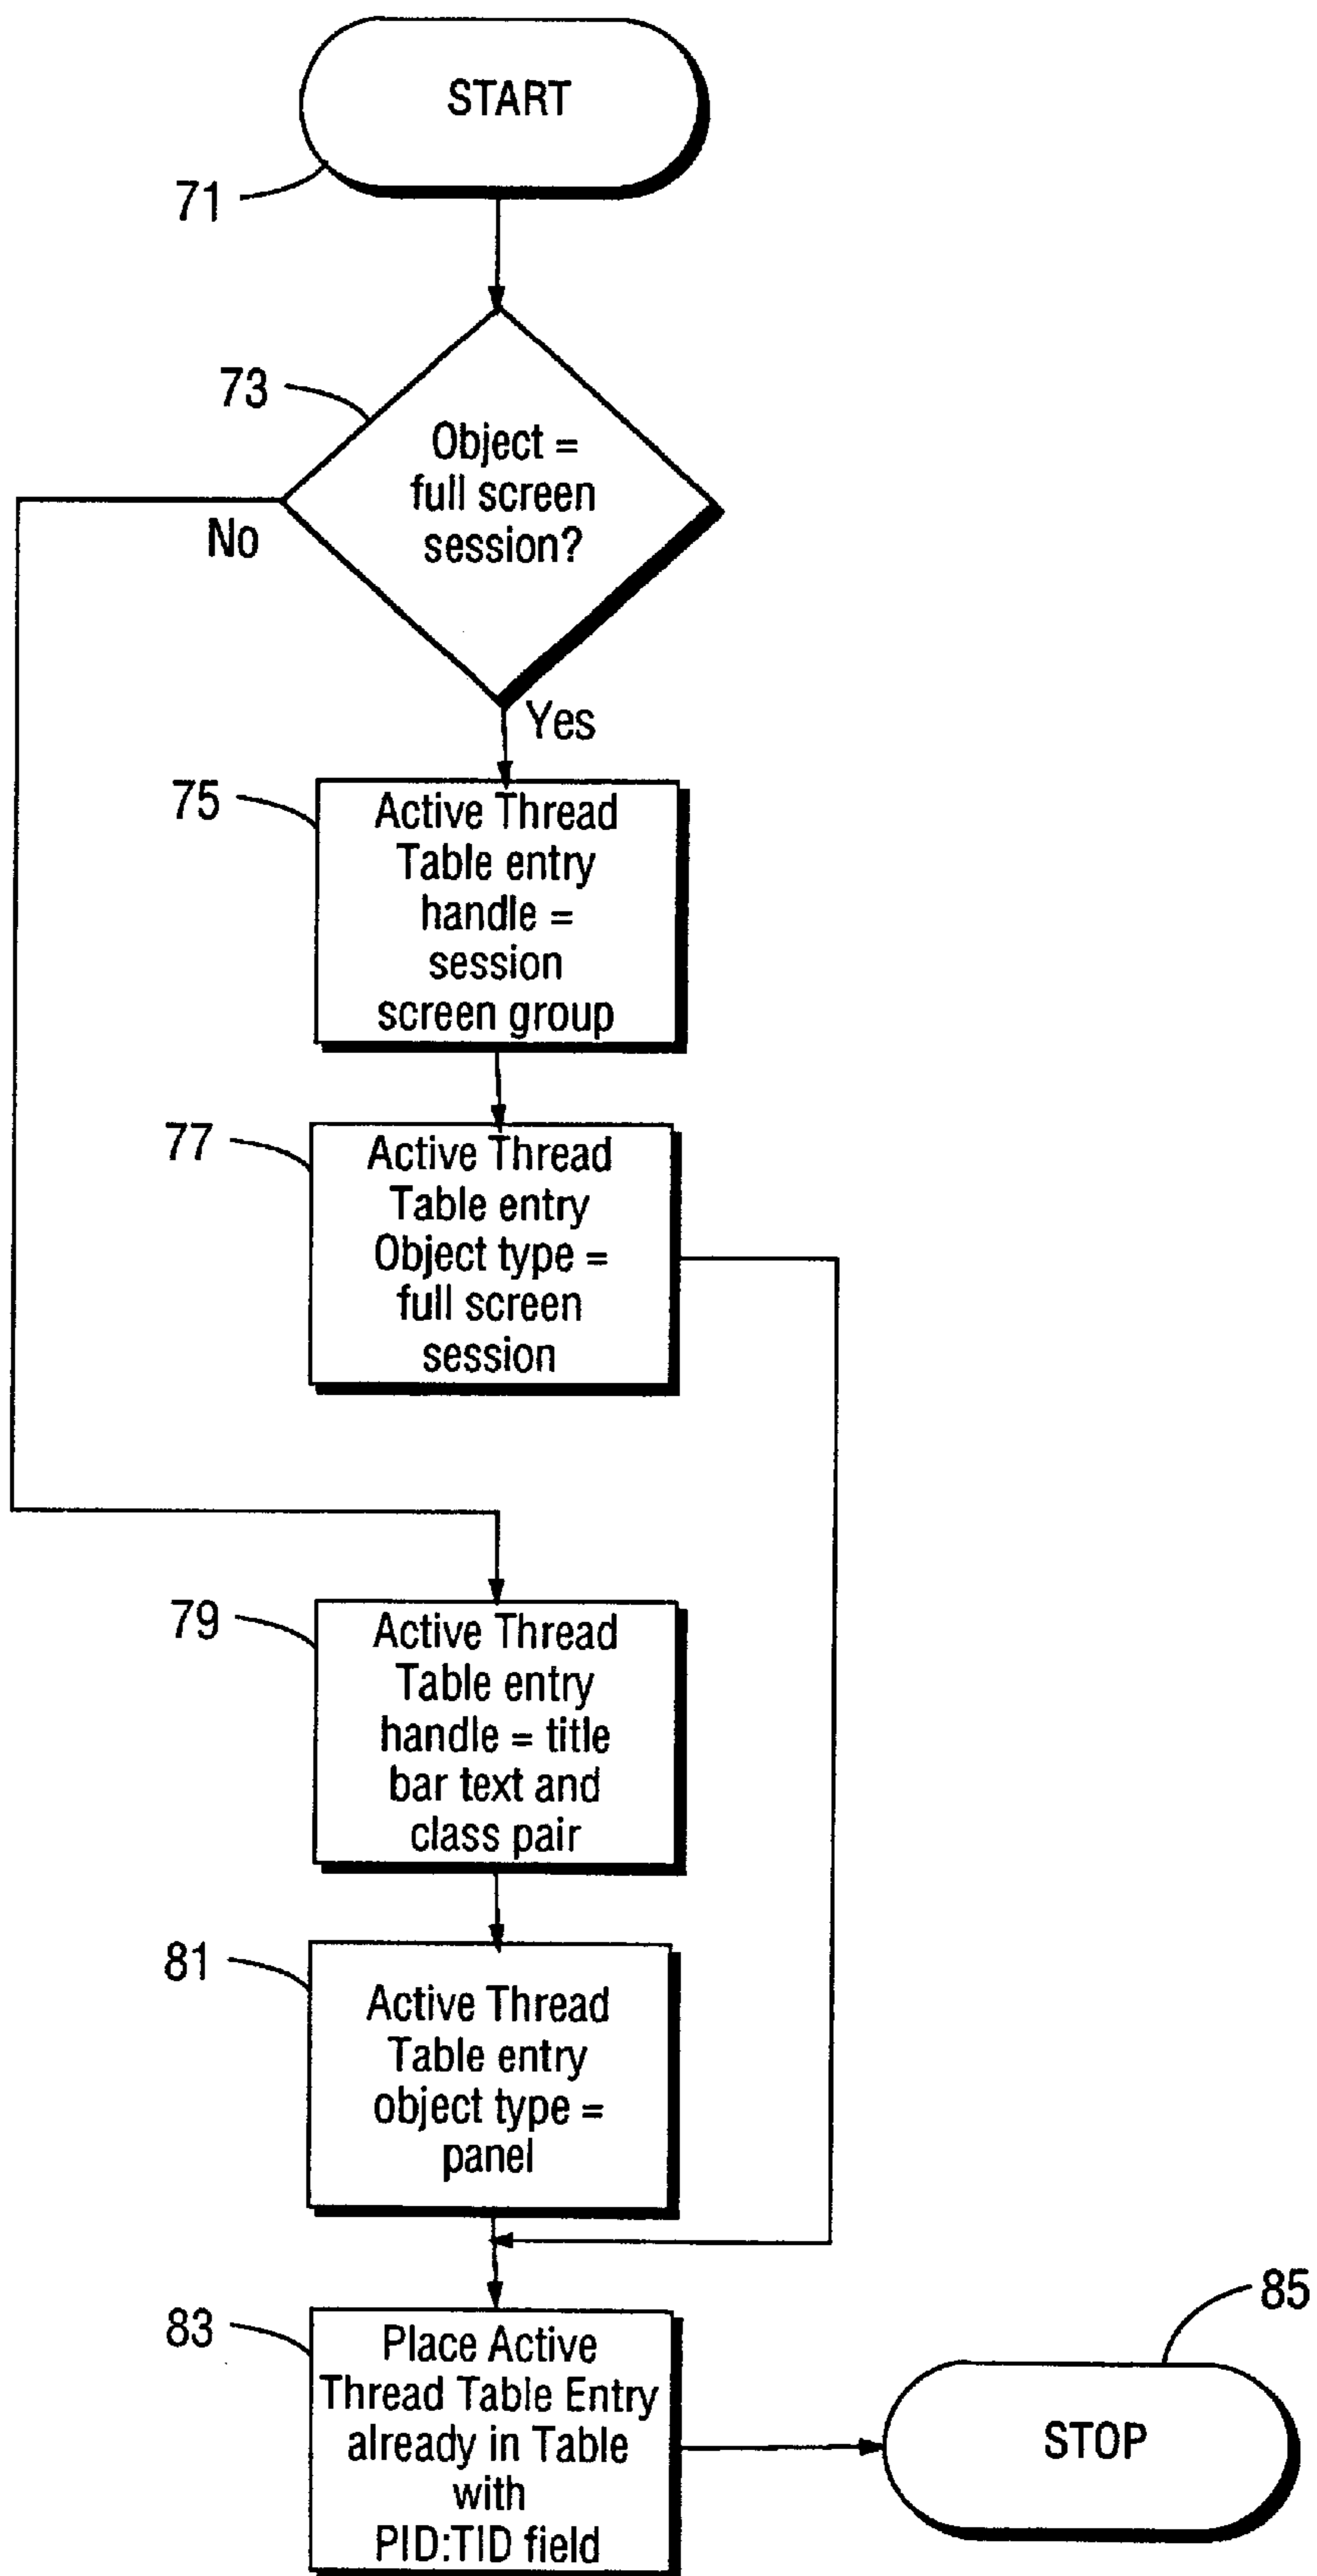 START
71
73
Object =
full screen
session?
No
Yes
75
Active Thread
Table entry
handle =
session
screen group
77
Active Thread
Table entry
Object type =
full screen
session
79
Active Thread
Table entry
handle = title
bar text and
class pair
81
Active Thread
Table entry
object type =
panel
83
Place Active
Thread Table Entry
already in Table
with
PID:TID field
85
STOP